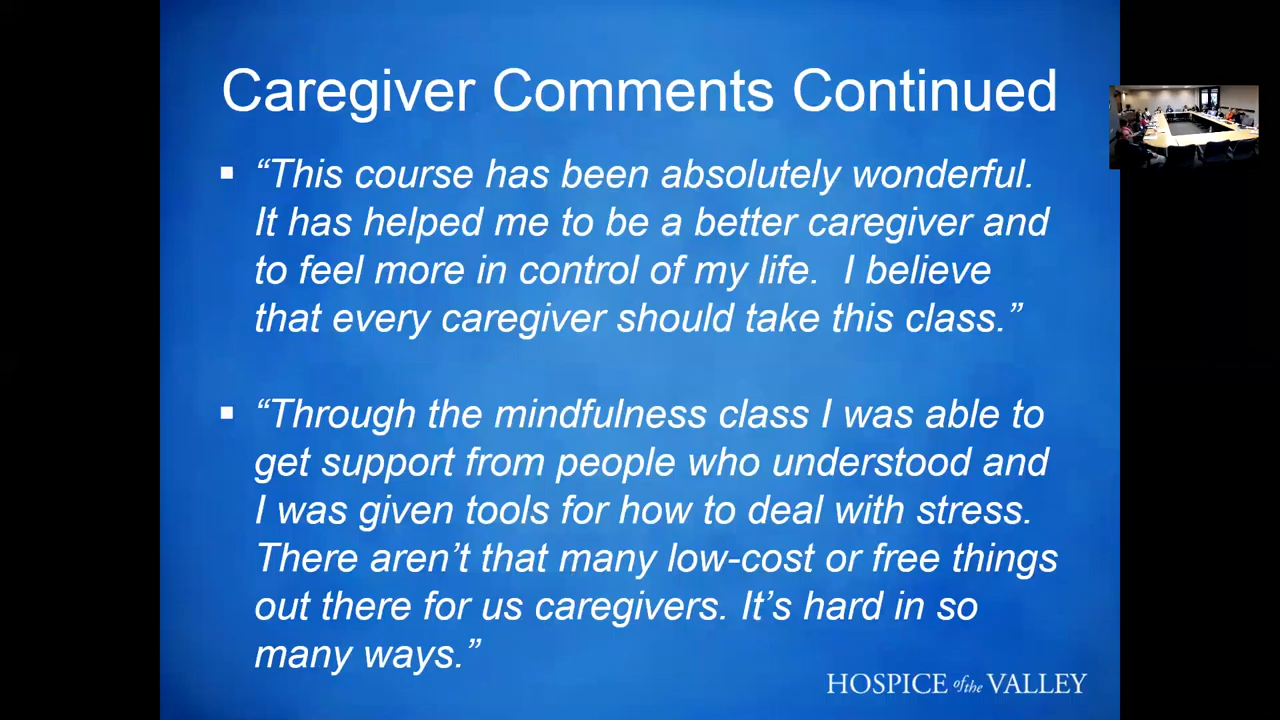 Caregiver Comments Continued
▪ “This course has been absolutely wonderful.
It has helped me to be a better caregiver and
to feel more in control of my life.  I believe
that every caregiver should take this class.”
▪ “Through the mindfulness class I was able to
get support from people who understood and
I was given tools for how to deal with stress.
There aren’t that many low-cost or free things
out there for us caregivers. It’s hard in so
many ways.”
HOSPICE of the VALLEY